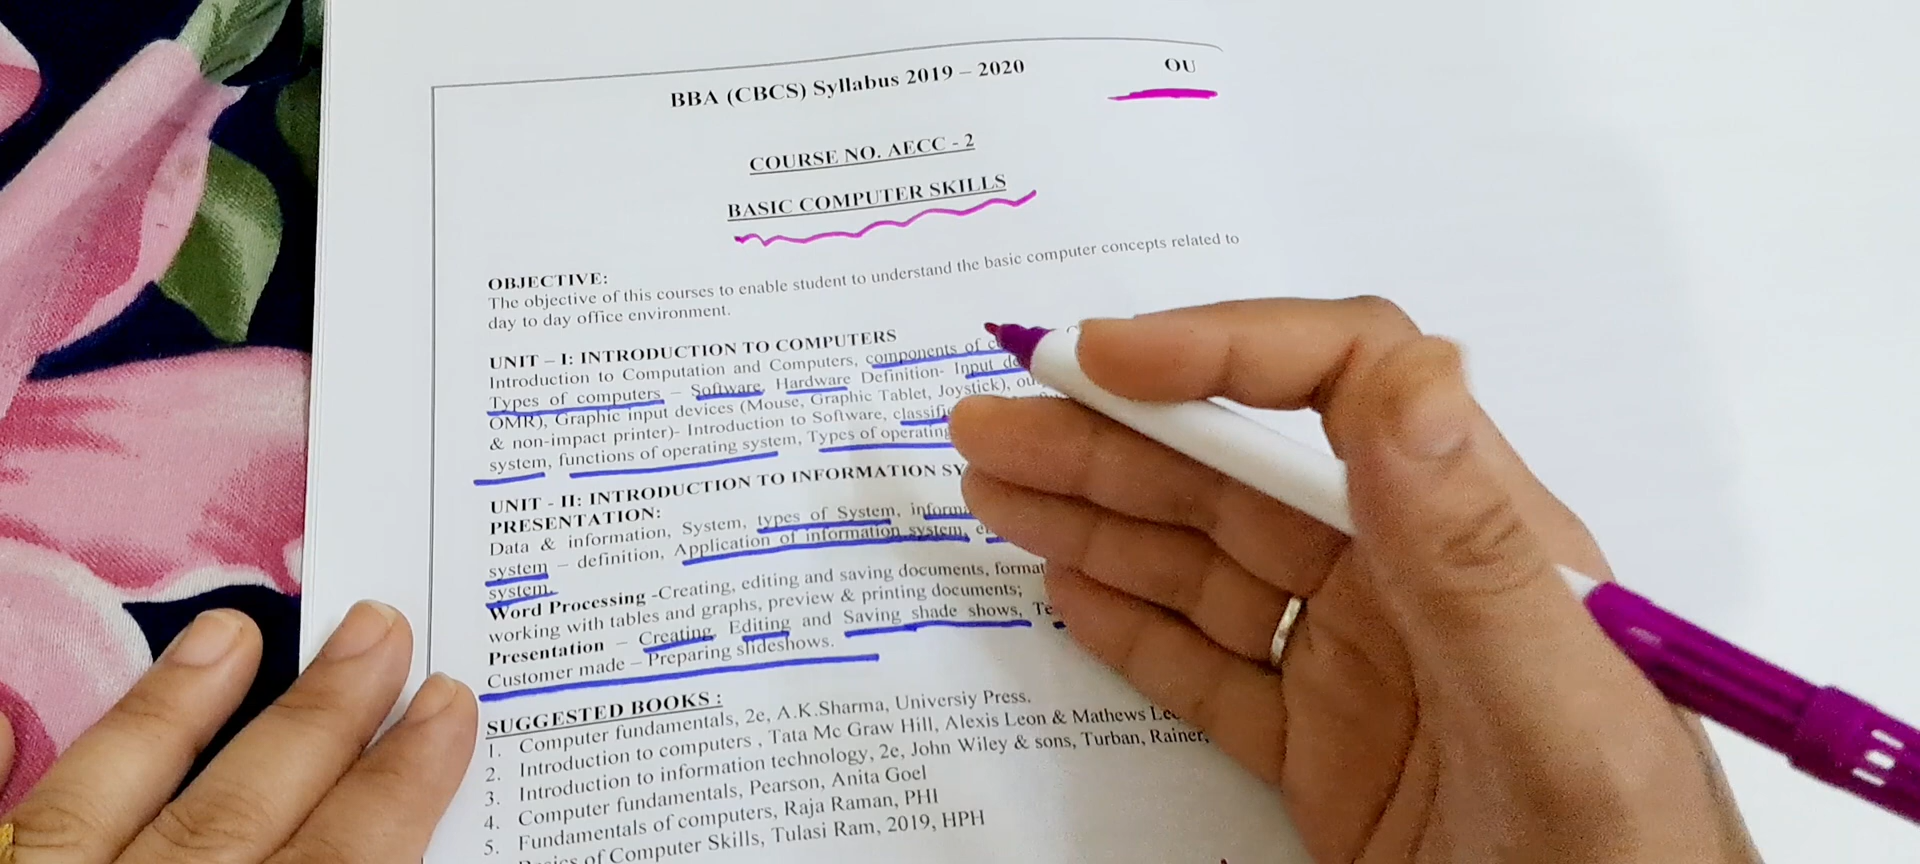 BBA (CBCS) Syllabus 2019 – 2020 OU
COURSE NO. AECC - 2
BASIC COMPUTER SKILLS
OBJECTIVE:
The objective of this courses to enable student to understand the basic computer concepts related to
day to day office environment.
UNIT – I: INTRODUCTION TO COMPUTERS
Introduction to Computation and Computers, components of
Types of computers – Software, Hardware Definition- Input
OMR), Graphic input devices (Mouse, Graphic Tablet, Joystick),
& non-impact printer)- Introduction to Software,
system, functions of operating system, Types of operating
UNIT - II: INTRODUCTION TO INFORMATION
PRESENTATION:
Data & information, System, types of System,
system – definition, Application of information system,
system.
Word Processing -Creating, editing and saving documents,
working with tables and graphs, preview & printing documents;
Presentation – Creating, Editing and Saving shade shows,
Customer made – Preparing slideshows.
SUGGESTED BOOKS :
1. Computer fundamentals, 2e, A.K.Sharma, Universiy Press.
2. Introduction to computers , Tata Mc Graw Hill, Alexis Leon & Mathews
3. Introduction to information technology, 2e, John Wiley & sons, Turban, Rainer,
4. Computer fundamentals, Pearson, Anita Goel
5. Fundamentals of computers, Raja Raman, PHI
of Computer Skills, Tulasi Ram, 2019, HPH